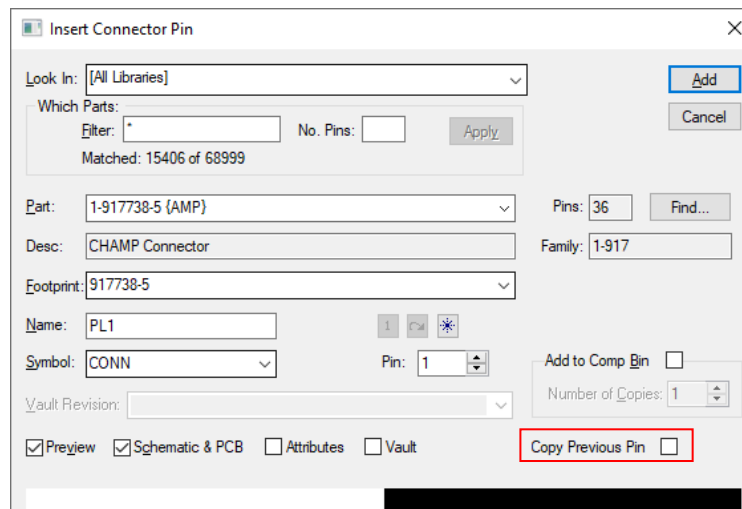 Insert Connector Pin
Look In: [All Libraries]
Add
Which Parts:
Cancel
Filter: * No. Pins: Apply
Matched: 15406 of 68999
Part: 1-917738-5 {AMP} Pins: 36 Find...
Desc: CHAMP Connector Family: 1-917
Footprint: 917738-5
Name: PL1 1
Symbol: CONN Pin: 1 Add to Comp Bin
Number of Copies: 1
Vault Revision:
Preview Schematic & PCB Attributes Vault Copy Previous Pin